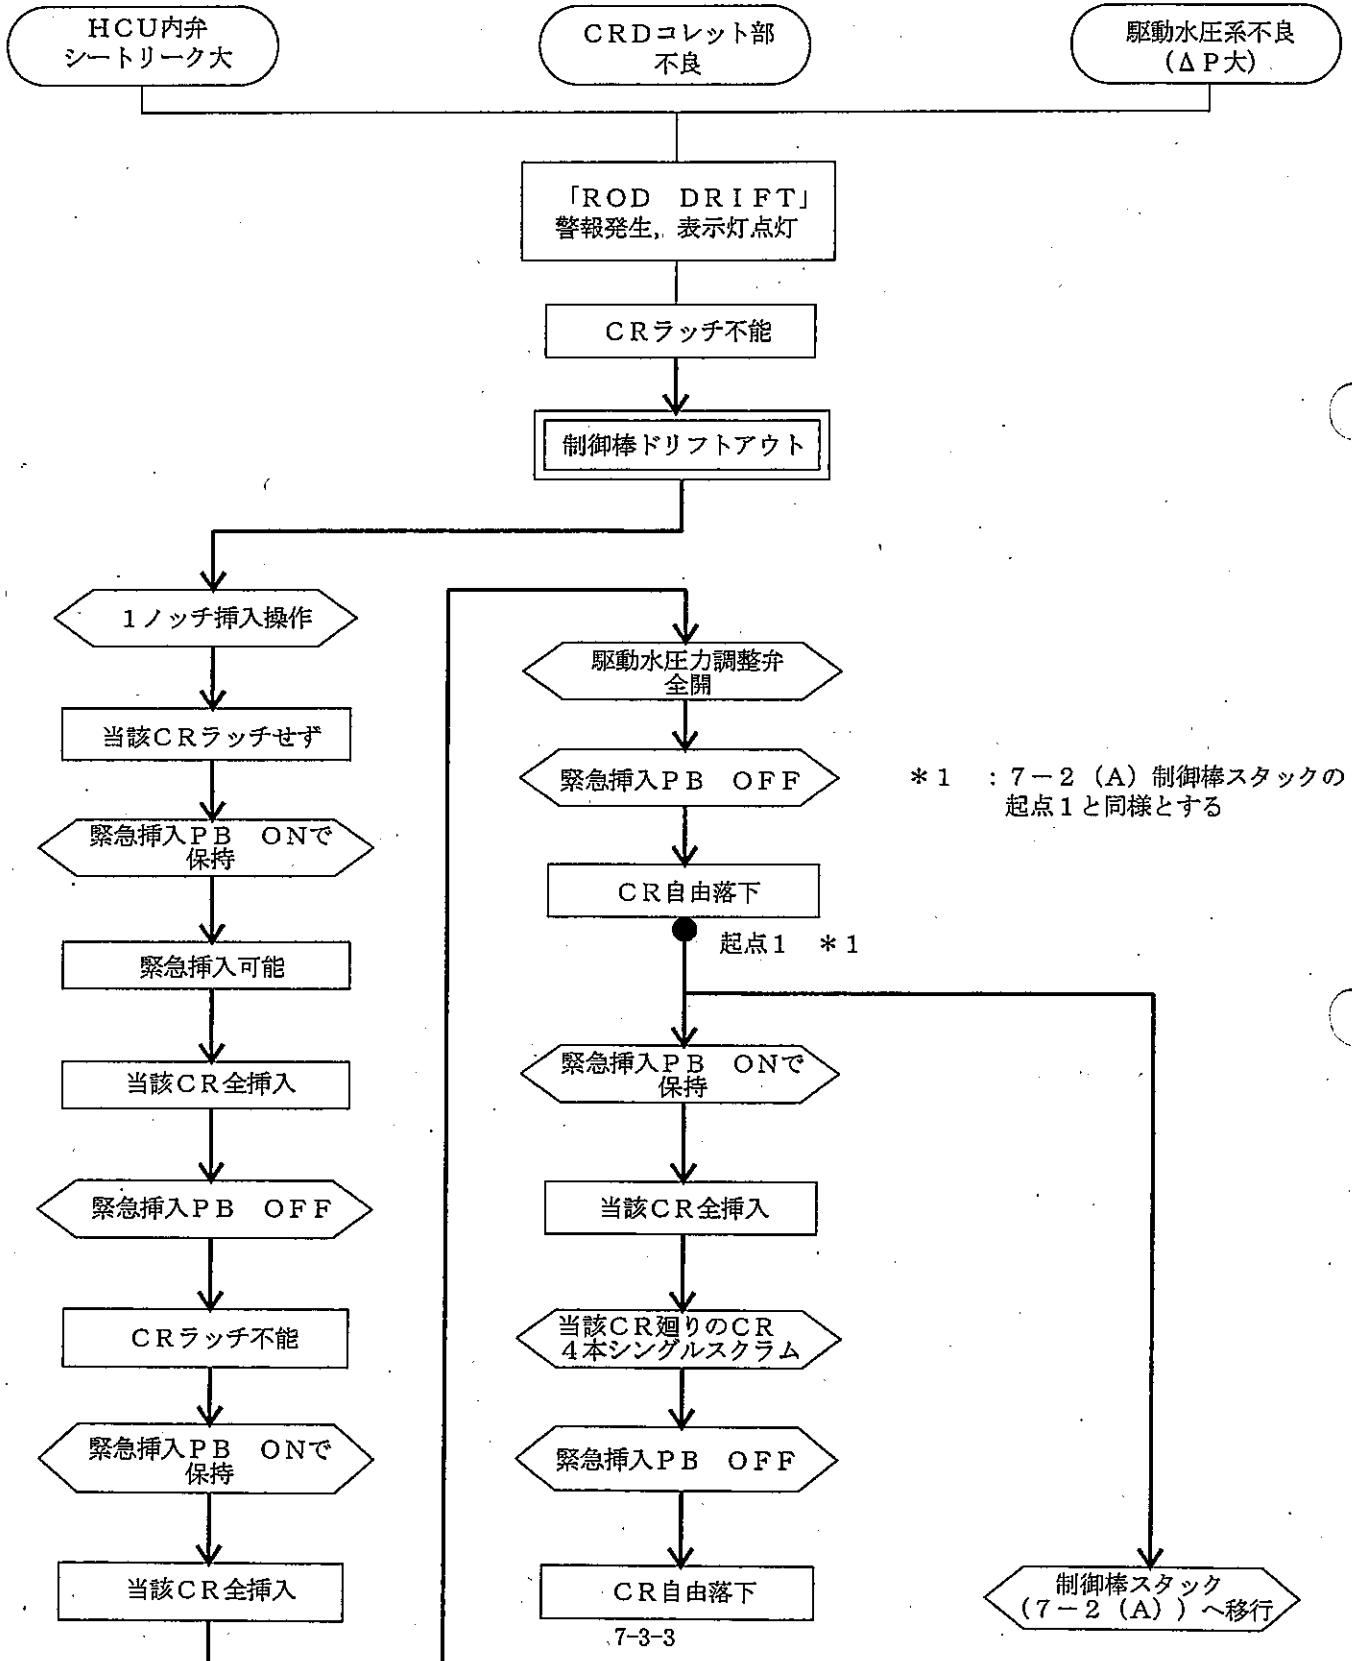 HCU内弁
シートリーク大
CRDコレット部
不良
駆動水圧系不良
(ΔP大)
「ROD DRIFT」
警報発生，表示灯点灯
CRラッチ不能
制御棒ドリフトアウト
1ノッチ挿入操作
当該CRラッチせず
緊急挿入PB ONで
保持
緊急挿入可能
当該CR全挿入
緊急挿入PB OFF
CRラッチ不能
緊急挿入PB ONで
保持
当該CR全挿入
駆動水圧力調整弁
全開
緊急挿入PB OFF
CR自由落下
起点1 ＊1
＊1 ：7－2（A）制御棒スタックの
起点1と同様とする
緊急挿入PB ONで
保持
当該CR全挿入
当該CR廻りのCR
4本シングルスクラム
緊急挿入PB OFF
CR自由落下
制御棒スタック
（7－2（A））へ移行
7-3-3